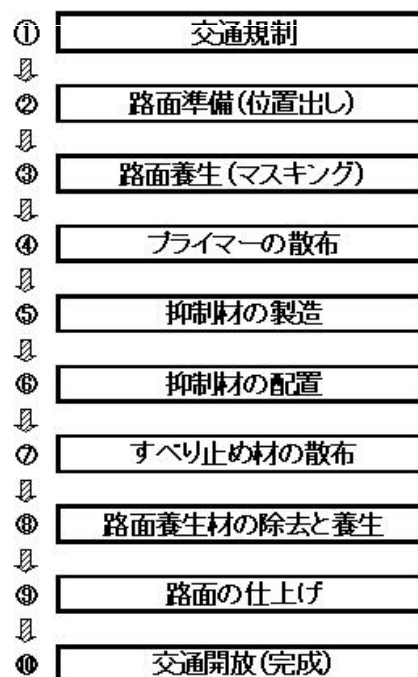 ① 交通規制
② 路面準備(位置出し)
③ 路面養生(マスキング)
④ プライマーの散布
⑤ 抑制材の製造
⑥ 抑制材の配置
⑦ すべり止め材の散布
⑧ 路面養生材の除去と養生
⑨ 路面の仕上げ
⑩ 交通開放(完成)